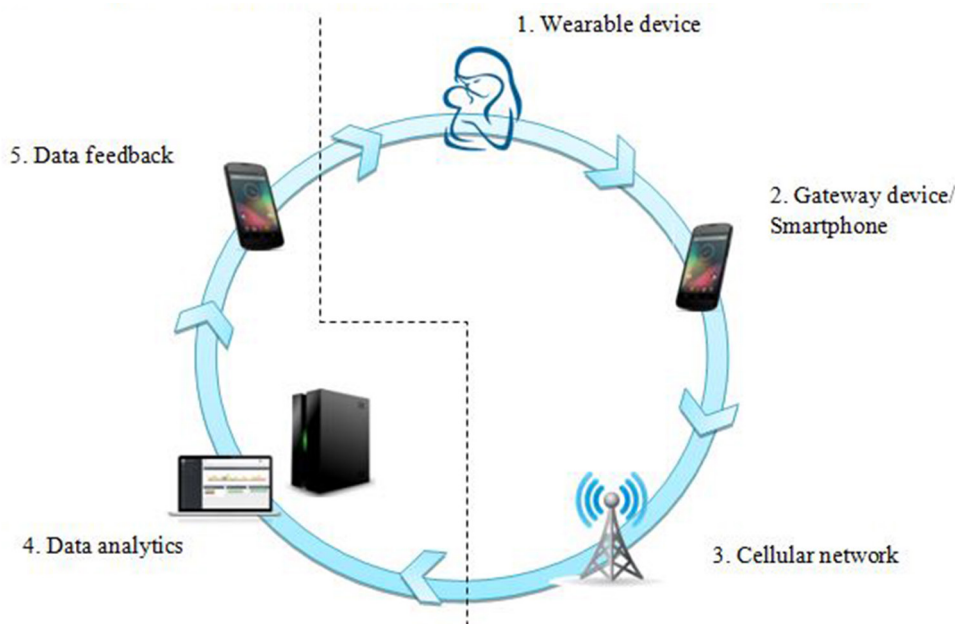 1. Wearable device
2. Gateway device/
Smartphone
3. Cellular network
4. Data analytics
5. Data feedback